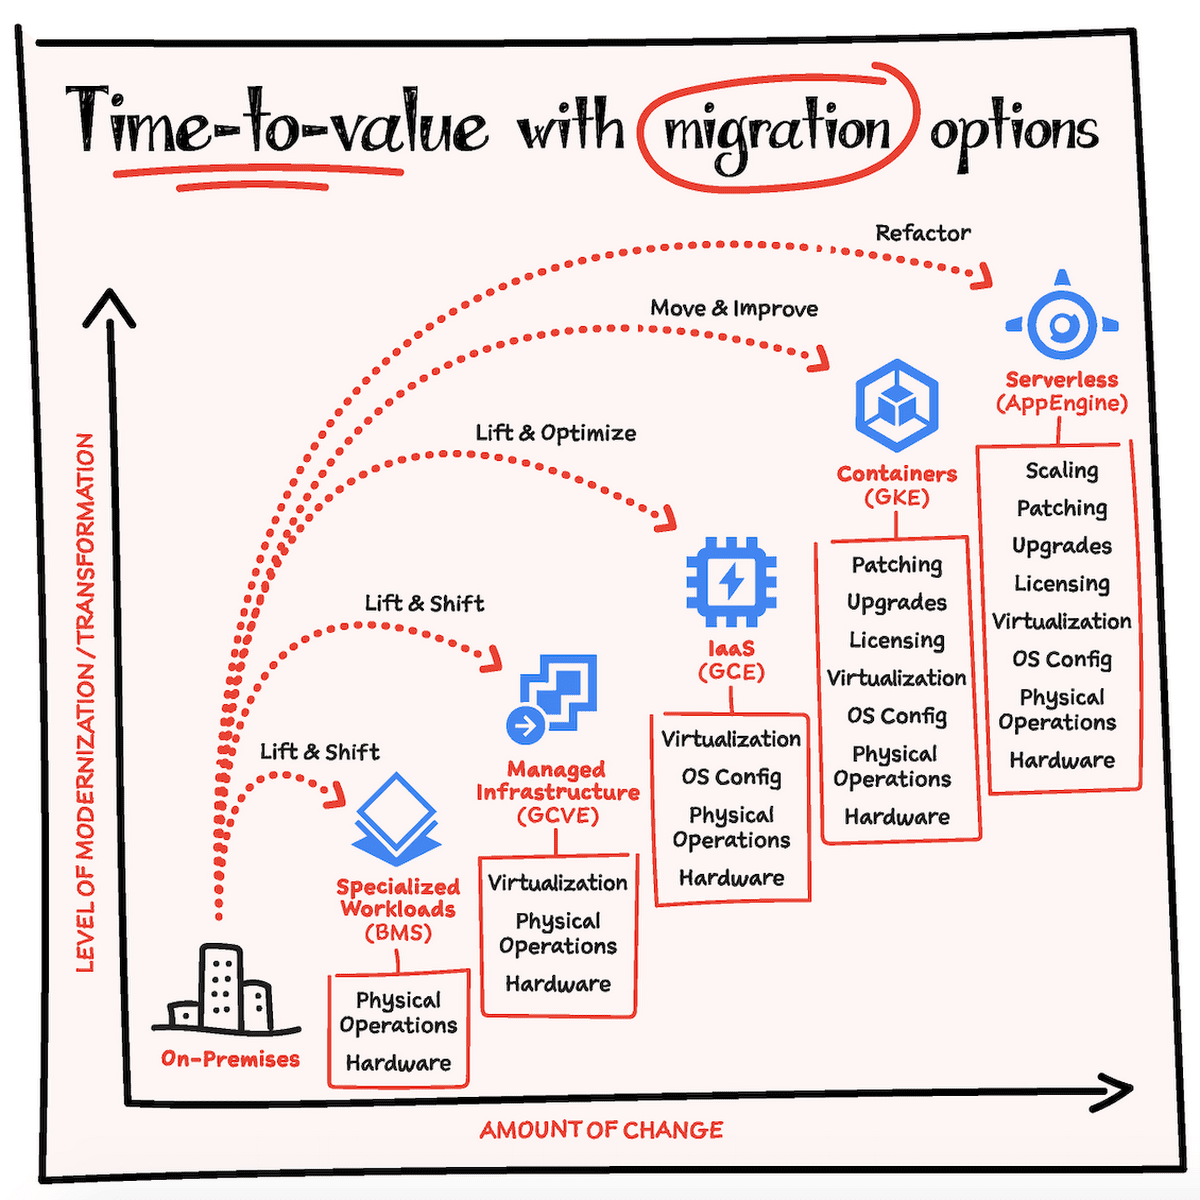 Time-to-value with migration options
Refactor
Move & Improve
Lift & Optimize
Lift & Shift
Lift & Shift
LEVEL OF MODERNIZATION / TRANSFORMATION
On-Premises
Specialized
Workloads
(BMS)
Physical
Operations
Hardware
Managed
Infrastructure
(GCVE)
Virtualization
Physical
Operations
Hardware
IaaS
(GCE)
Virtualization
OS Config
Physical
Operations
Hardware
Containers
(GKE)
Patching
Upgrades
Licensing
Virtualization
OS Config
Physical
Operations
Hardware
Serverless
(AppEngine)
Scaling
Patching
Upgrades
Licensing
Virtualization
OS Config
Physical
Operations
Hardware
AMOUNT OF CHANGE